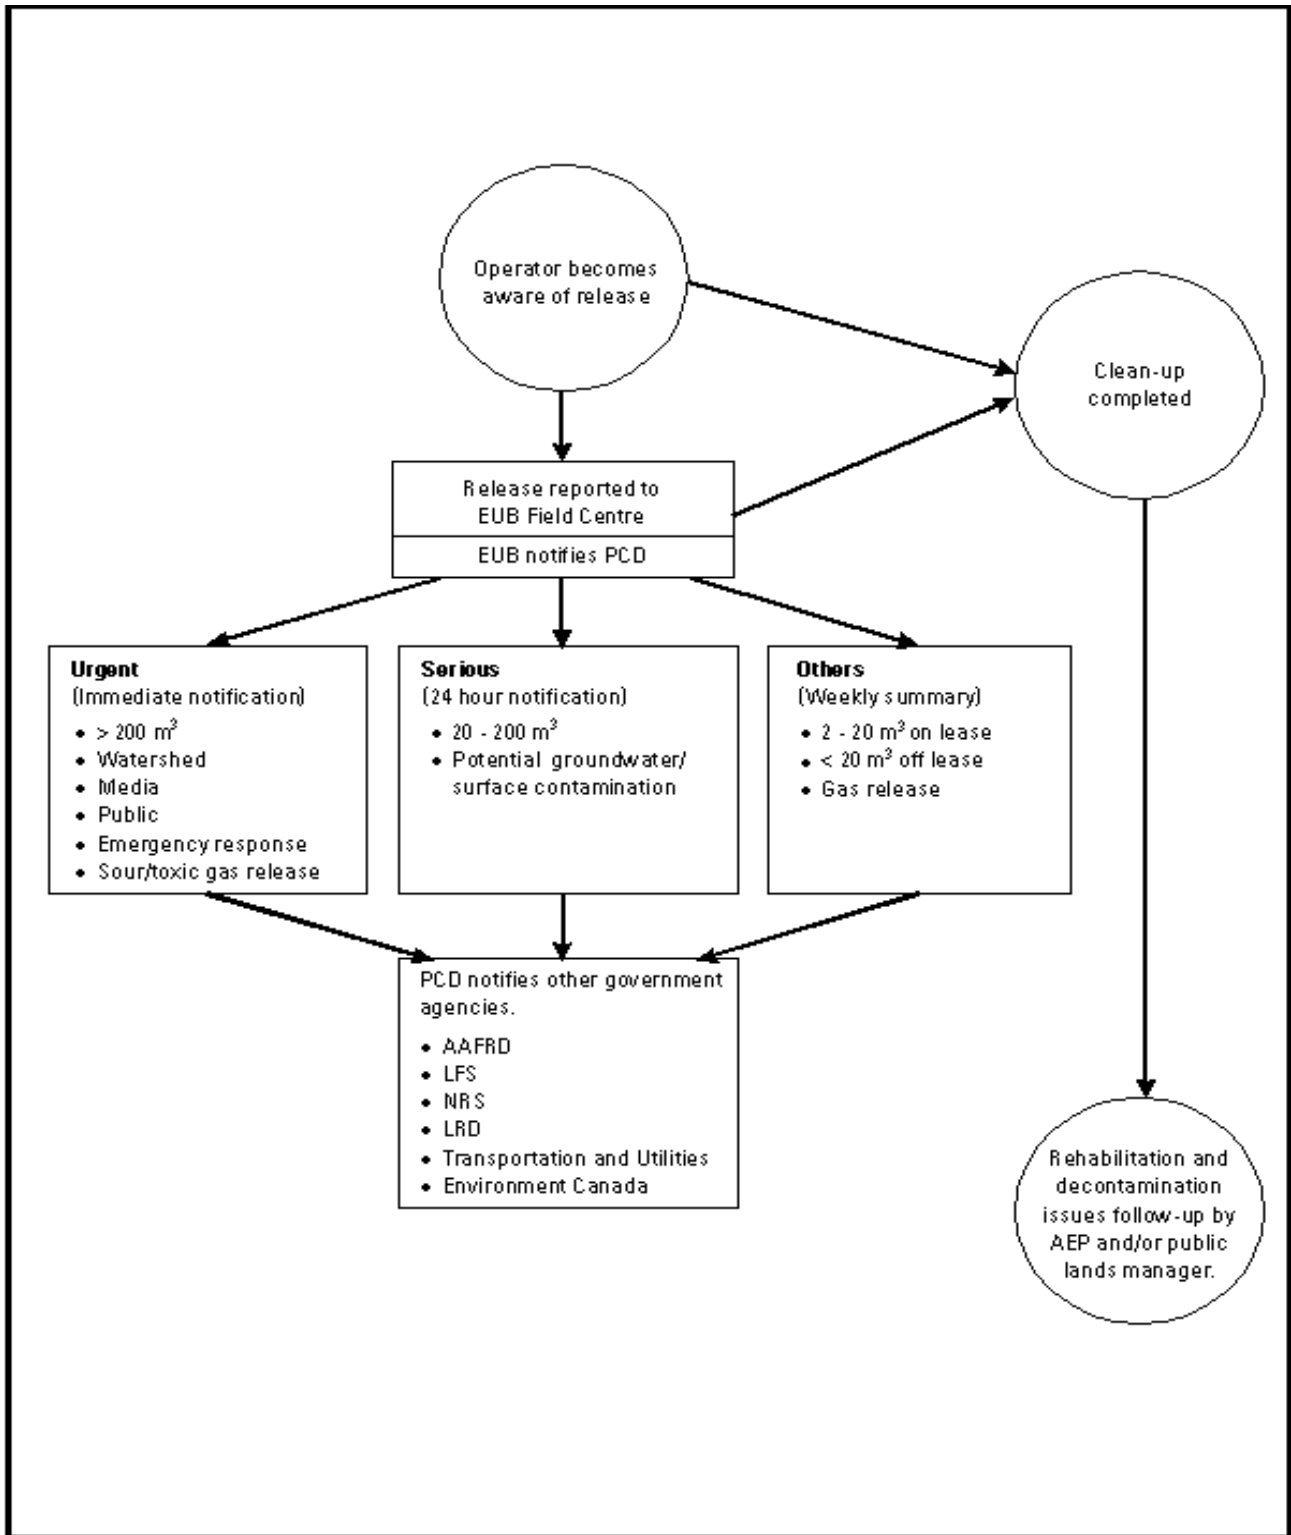 Operator becomes
aware of release
Clean-up
completed
Release reported to
EUB Field Centre
EUB notifies PCD
Urgent
(Immediate notification)
• > 200 m³
• Watershed
• Media
• Public
• Emergency response
• Sour/toxic gas release
Serious
(24 hour notification)
• 20 - 200 m³
• Potential groundwater/
surface contamination
Others
(Weekly summary)
• 2 - 20 m³ on lease
• < 20 m³ off lease
• Gas release
PCD notifies other government
agencies.
• AAFRD
• LFS
• NRS
• LRD
• Transportation and Utilities
• Environment Canada
Rehabilitation and
decontamination
issues follow-up by
AEP and/or public
lands manager.